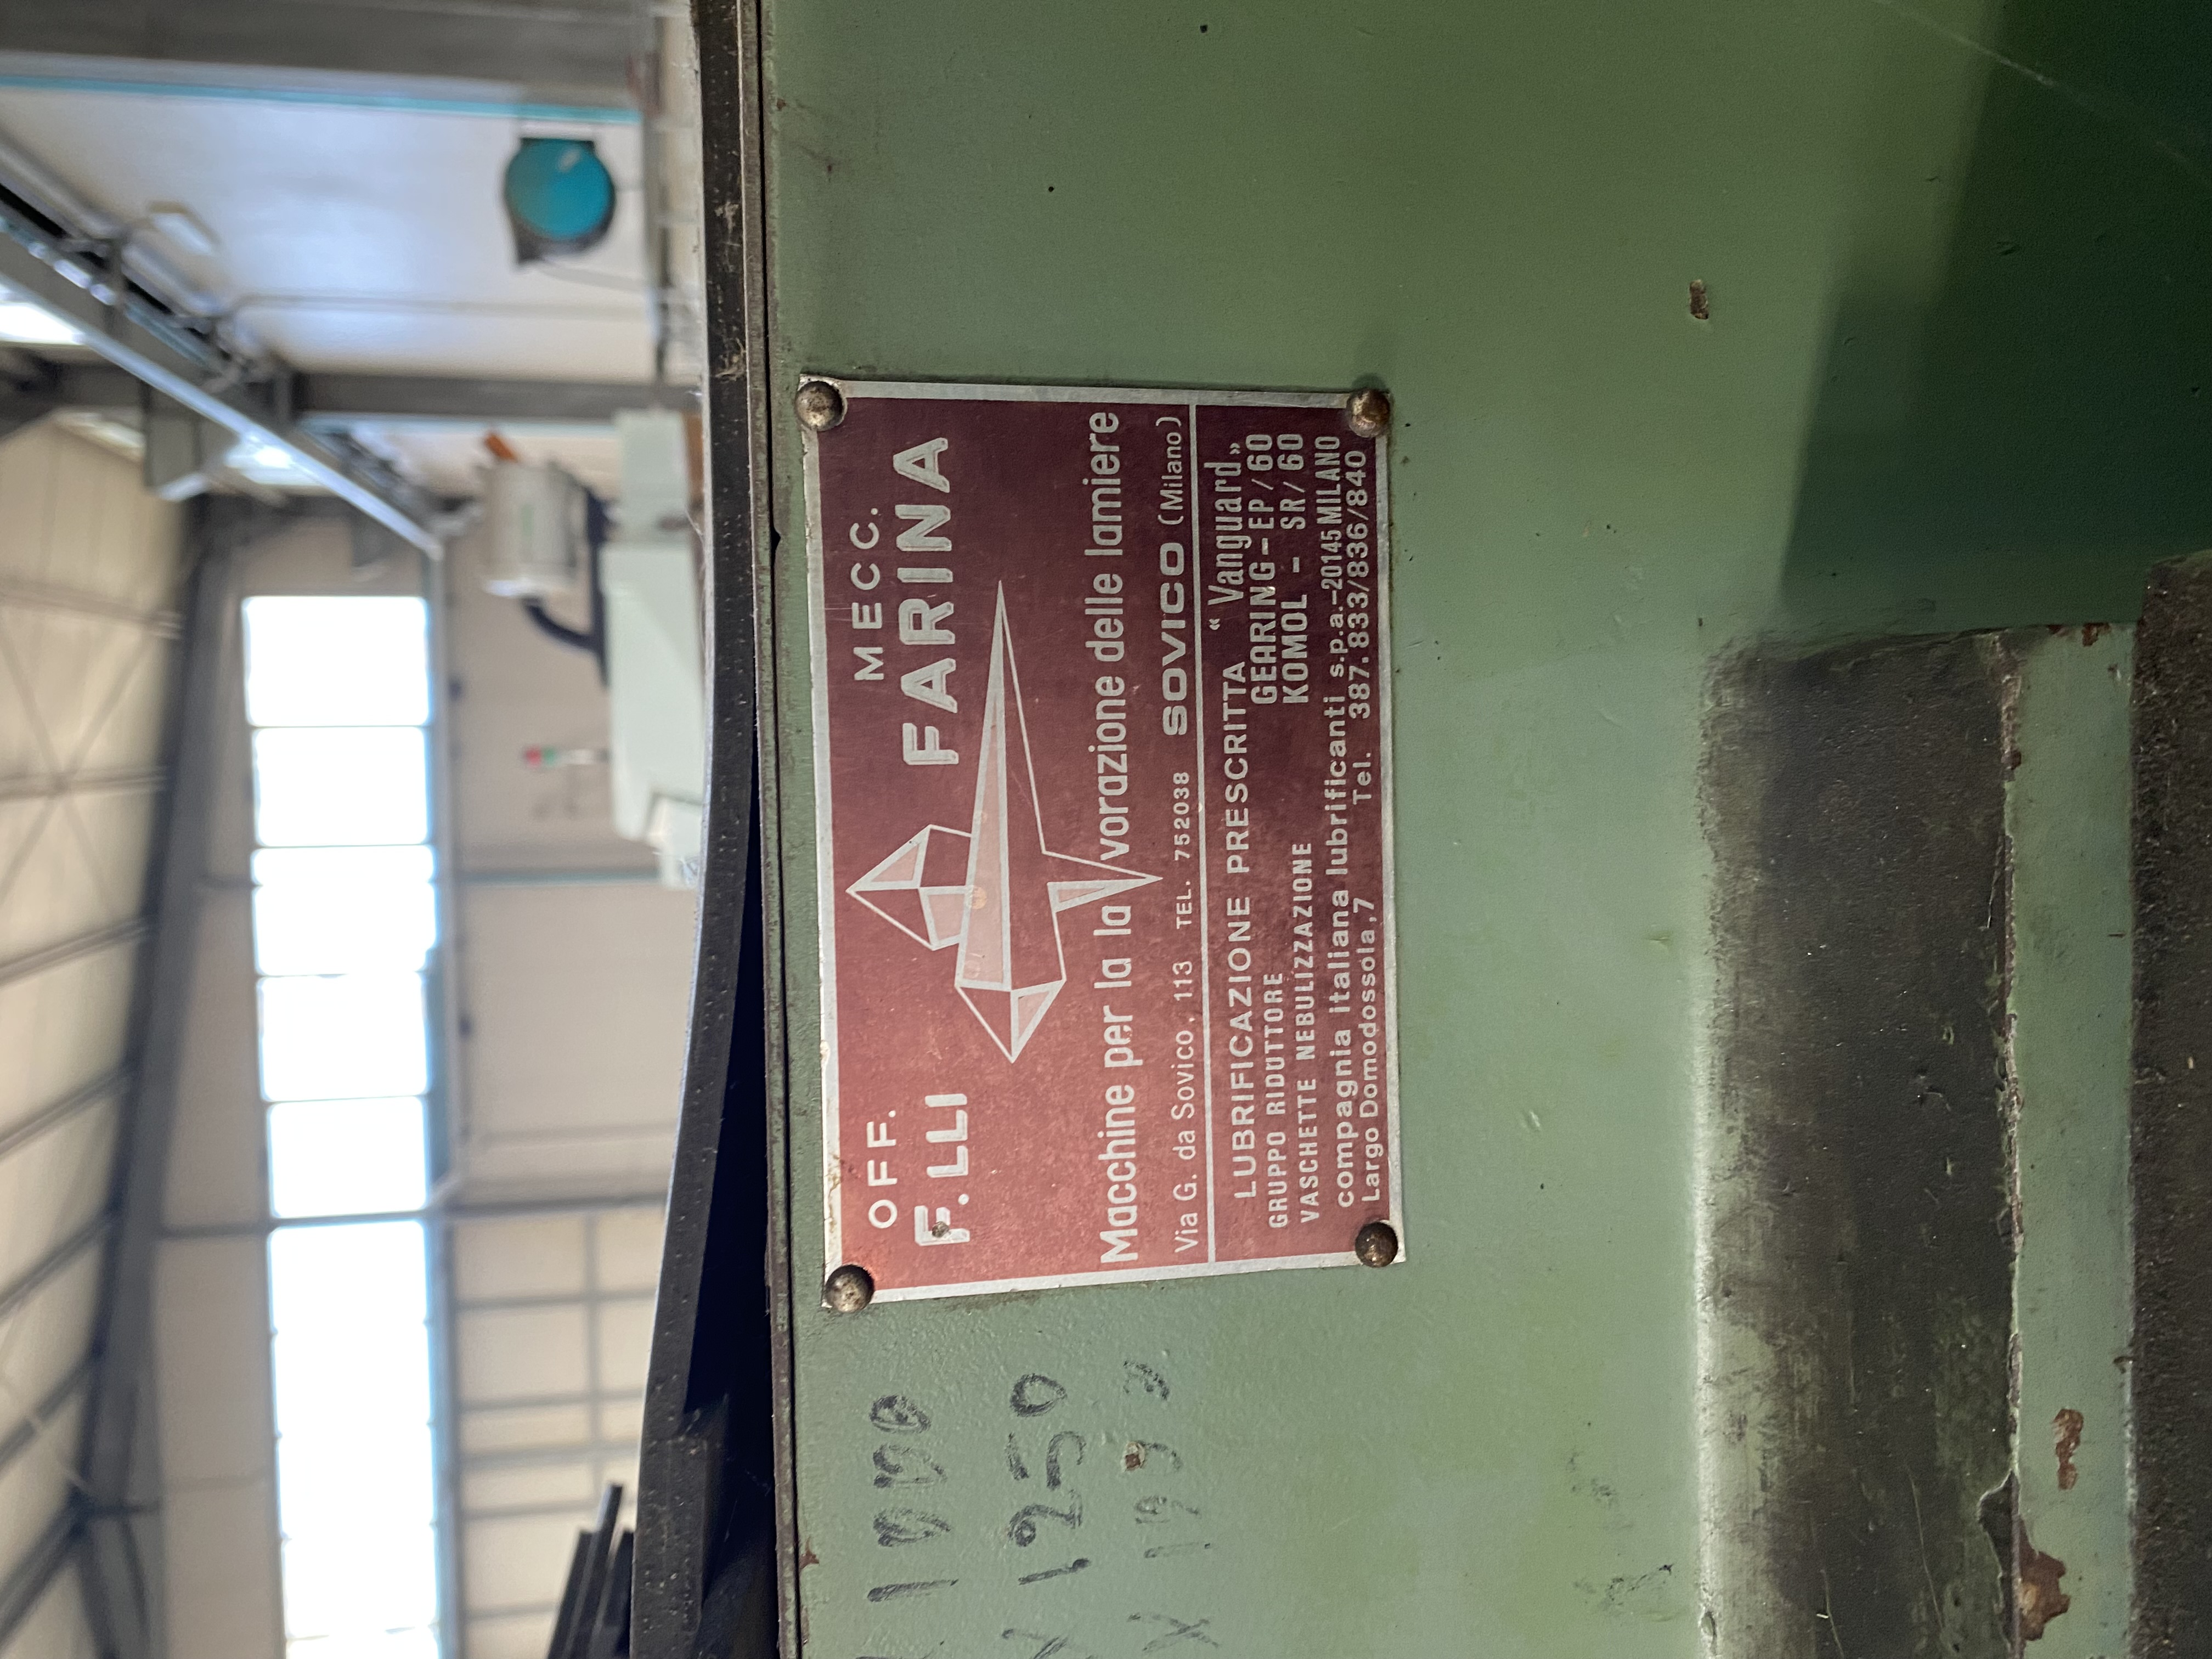 OFF. MECC.
F.LLI FARINA
Macchine per la lavorazione delle lamiere
Via G. da Sovico, 113 TEL. 752038 SOVICO (Milano)
LUBRIFICAZIONE PRESCRITTA « Vanguard »
GRUPPO RIDUTTORE GEARING-EP/60
VASCHETTE NEBULIZZAZIONE KOMOL - SR/60
compagnia italiana lubrificanti s.p.a.-20145 MILANO
Largo Domodossola,7 Tel. 387.833/836/840
X 1250